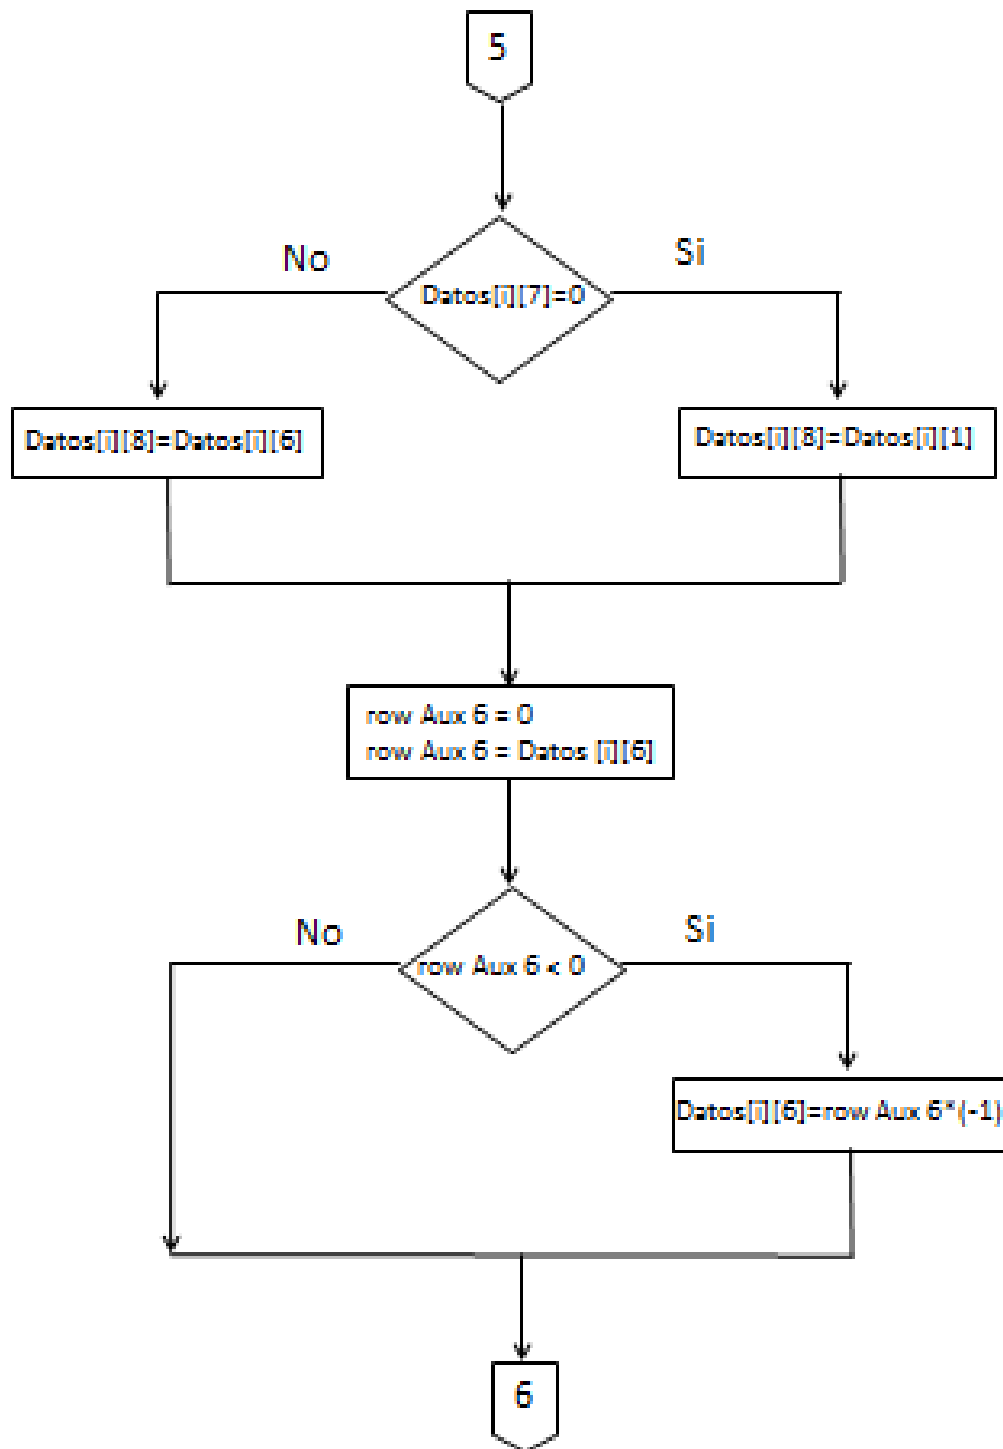 5
No
Si
Datos[i][7]=0
Datos[i][8]=Datos[i][6]
Datos[i][8]=Datos[i][1]
row Aux 6 = 0
row Aux 6 = Datos [i][6]
No
Si
row Aux 6 < 0
Datos[i][6]=row Aux 6*(-1)
6